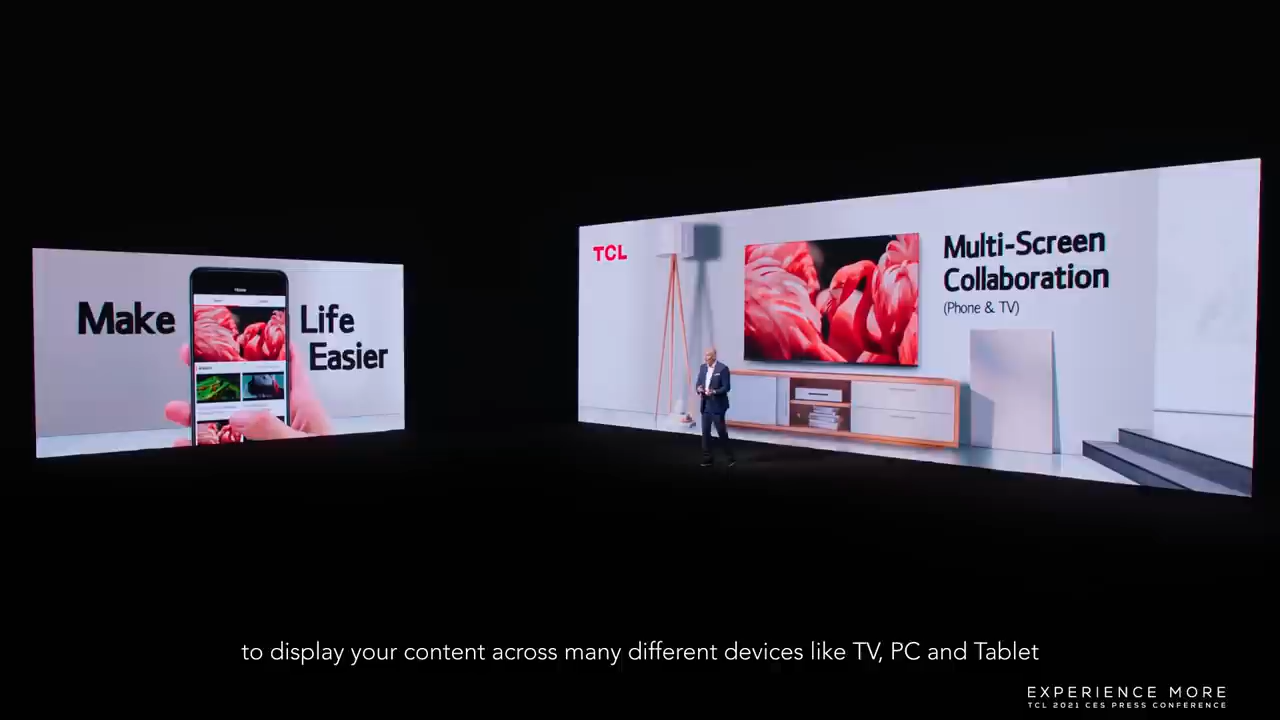 Make
Life
Easier
Home
TCL
Multi-Screen
Collaboration
(Phone & TV)
to display your content across many different devices like TV, PC and Tablet
EXPERIENCE MORE
TCL 2021 CES PRESS CONFERENCE